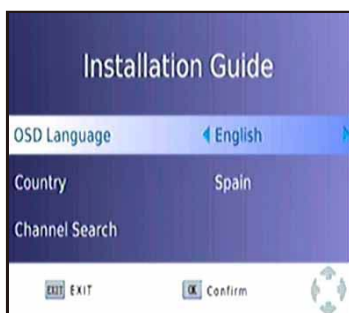 Installation Guide
OSD Language English
Country Spain
Channel Search
EXIT EXIT OK Confirm